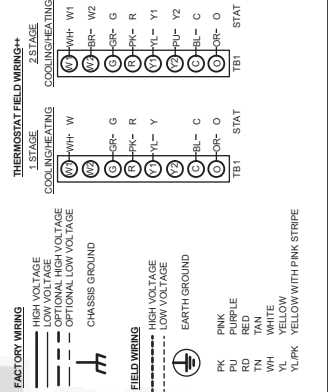 FACTORY WIRING
HIGH VOLTAGE
LOW VOLTAGE
OPTIONAL HIGH VOLTAGE
OPTIONAL LOW VOLTAGE
CHASSIS GROUND
FIELD WIRING
HIGH VOLTAGE
LOW VOLTAGE
EARTH GROUND
PK PINK
PU PURPLE
RD RED
TN TAN
WH WHITE
YL YELLOW
YL/PK YELLOW WITH PINK STRIPE
THERMOSTAT FIELD WIRING++
1 STAGE
COOLING/HEATING
W1 WH W
W2
G GR G
R PK R
Y1 YL Y
Y2
C BL C
O OR O
TB1 STAT
2 STAGE
COOLING/HEATING
W1 WH W1
W2 BR W2
G GR G
R PK R
Y1 YL Y1
Y2 PU Y2
C BL C
O OR O
TB1 STAT